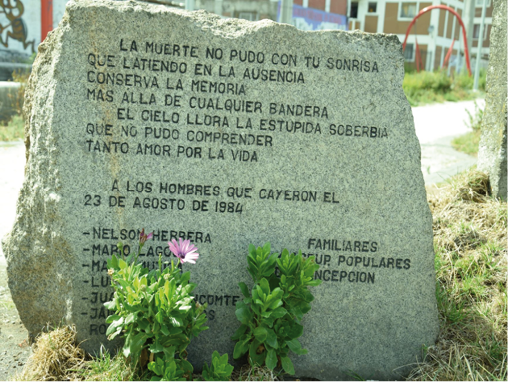 LA MUERTE NO PUDO CON TU SONRISA
QUE LATIENDO EN LA AUSENCIA
CONSERVA LA MEMORIA
MAS ALLA DE CUALQUIER BANDERA
EL CIELO LLORA LA ESTUPIDA SOBERBIA
QUE NO PUDO COMPRENDER
TANTO AMOR POR LA VIDA
A LOS HOMBRES QUE CAYERON EL
23 DE AGOSTO DE 1984
-NELSON HERRERA
-MARIO
FAMILIARES
POPULARES